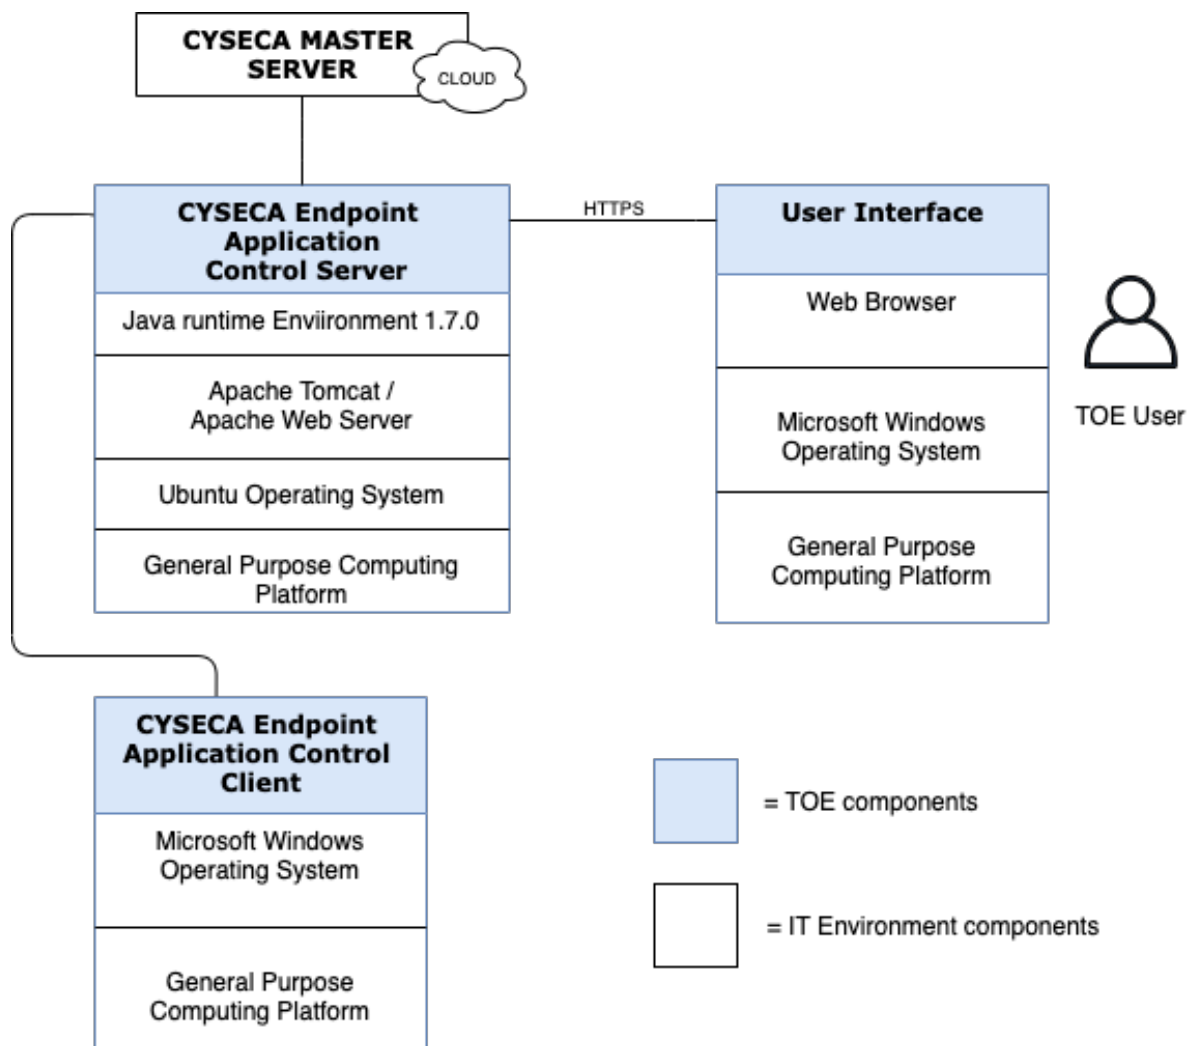 CYSECA MASTER
SERVER
CLOUD
CYSECA Endpoint
Application
Control Server
Java runtime Enviironment 1.7.0
Apache Tomcat /
Apache Web Server
Ubuntu Operating System
General Purpose Computing
Platform
HTTPS
User Interface
Web Browser
Microsoft Windows
Operating System
General Purpose
Computing Platform
TOE User
CYSECA Endpoint
Application Control
Client
Microsoft Windows
Operating System
General Purpose
Computing Platform
= TOE components
= IT Environment components